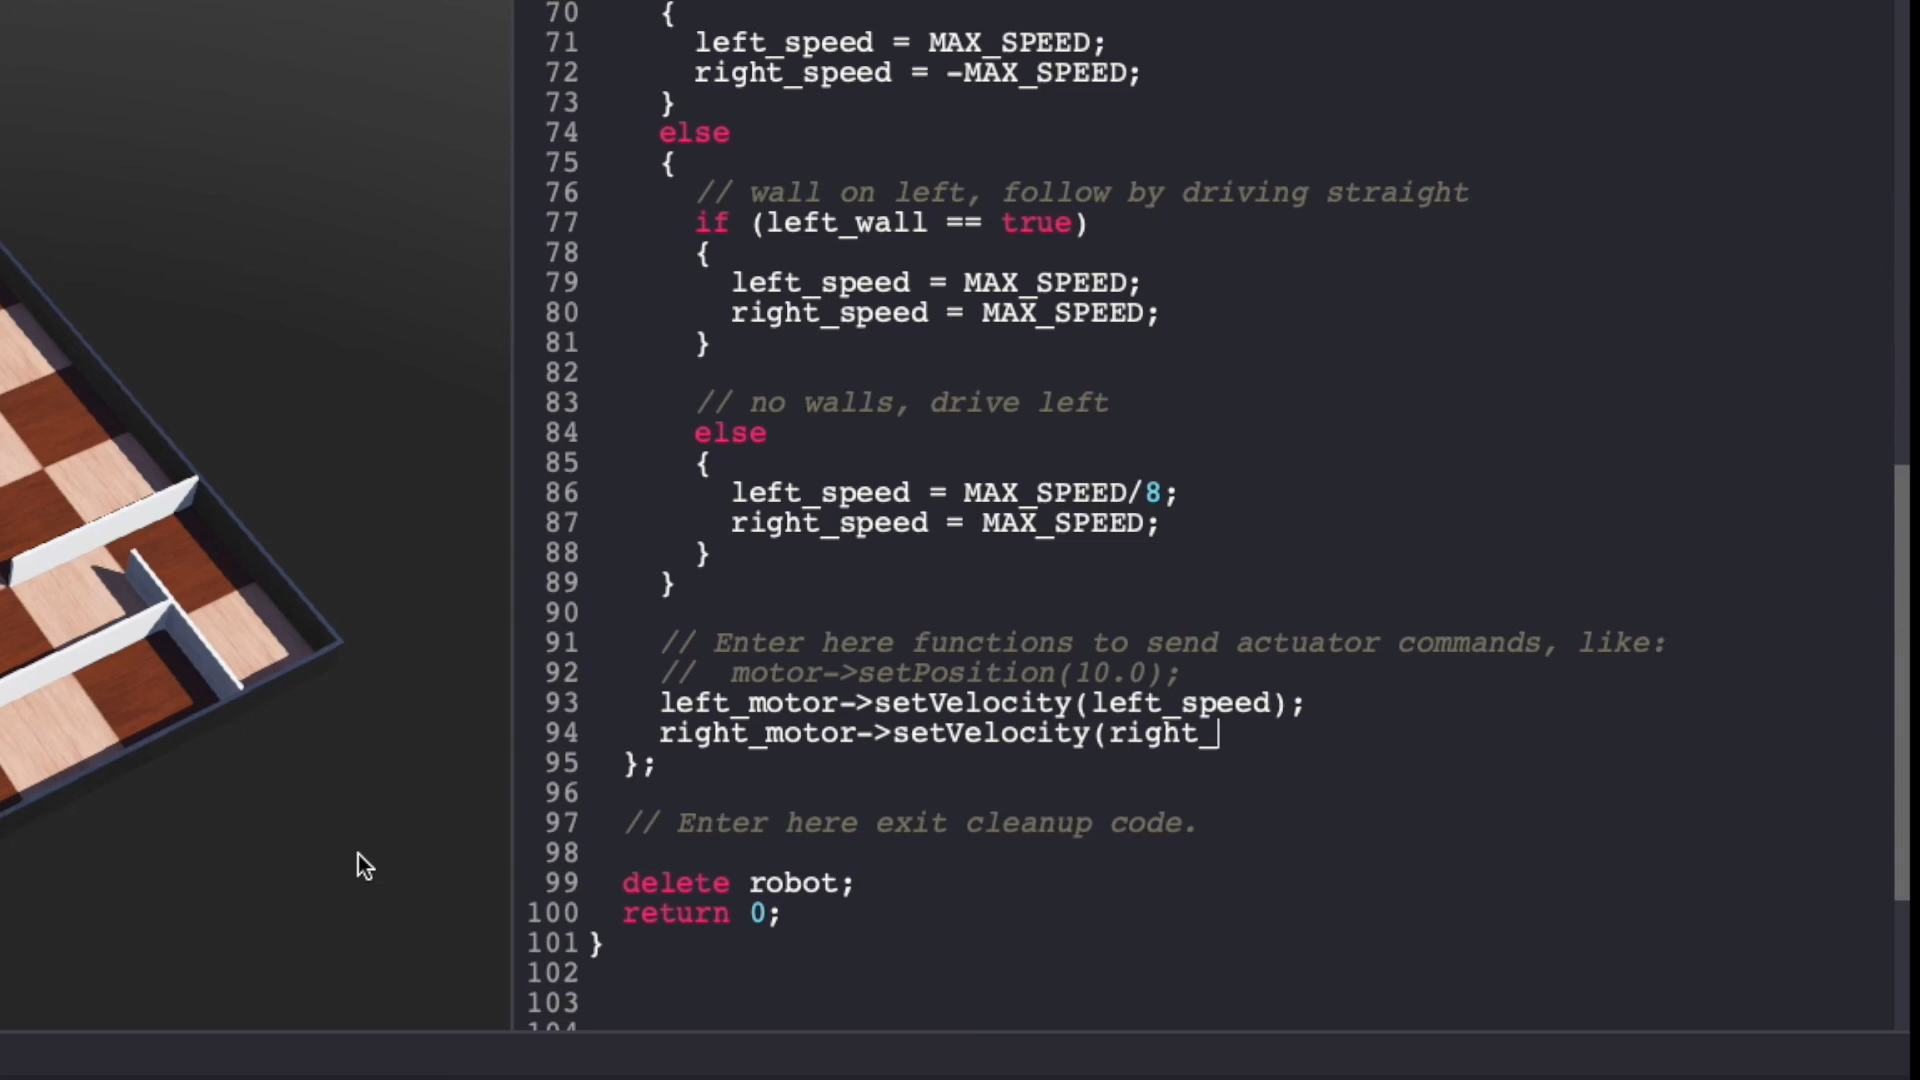 70 {
71 left_speed = MAX_SPEED;
72 right_speed = -MAX_SPEED;
73 }
74 else
75 {
76 // wall on left, follow by driving straight
77 if (left_wall == true)
78 {
79 left_speed = MAX_SPEED;
80 right_speed = MAX_SPEED;
81 }
82
83 // no walls, drive left
84 else
85 {
86 left_speed = MAX_SPEED/8;
87 right_speed = MAX_SPEED;
88 }
89 }
90
91 // Enter here functions to send actuator commands, like:
92 //  motor->setPosition(10.0);
93 left_motor->setVelocity(left_speed);
94 right_motor->setVelocity(right_
95 };
96
97 // Enter here exit cleanup code.
98
99 delete robot;
100 return 0;
101 }
102
103
104